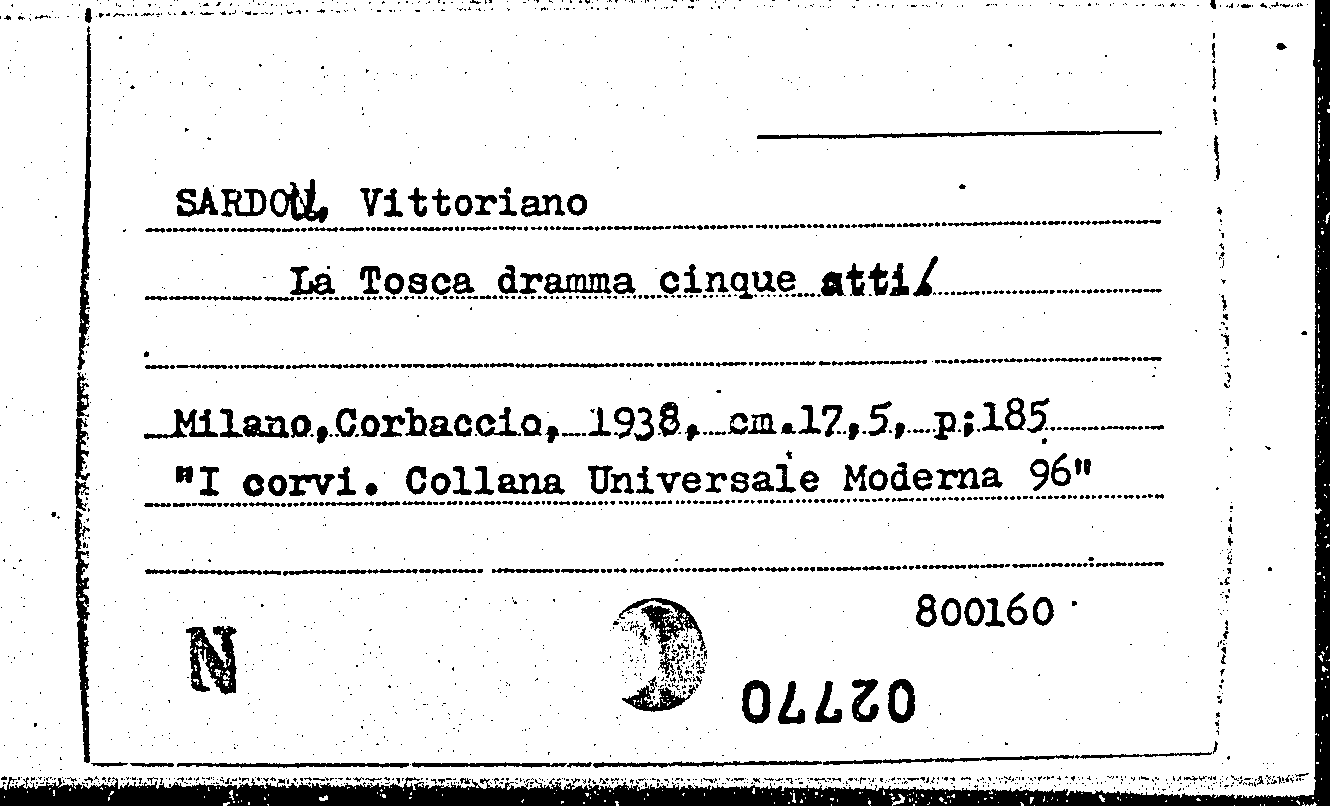 SARDOU, Vittoriano
La Tosca dramma cinque atti/
Milano,Corbaccio, 1938, cm.17,5, p;185
"I corvi. Collana Universale Moderna 96"
800160
N
02770